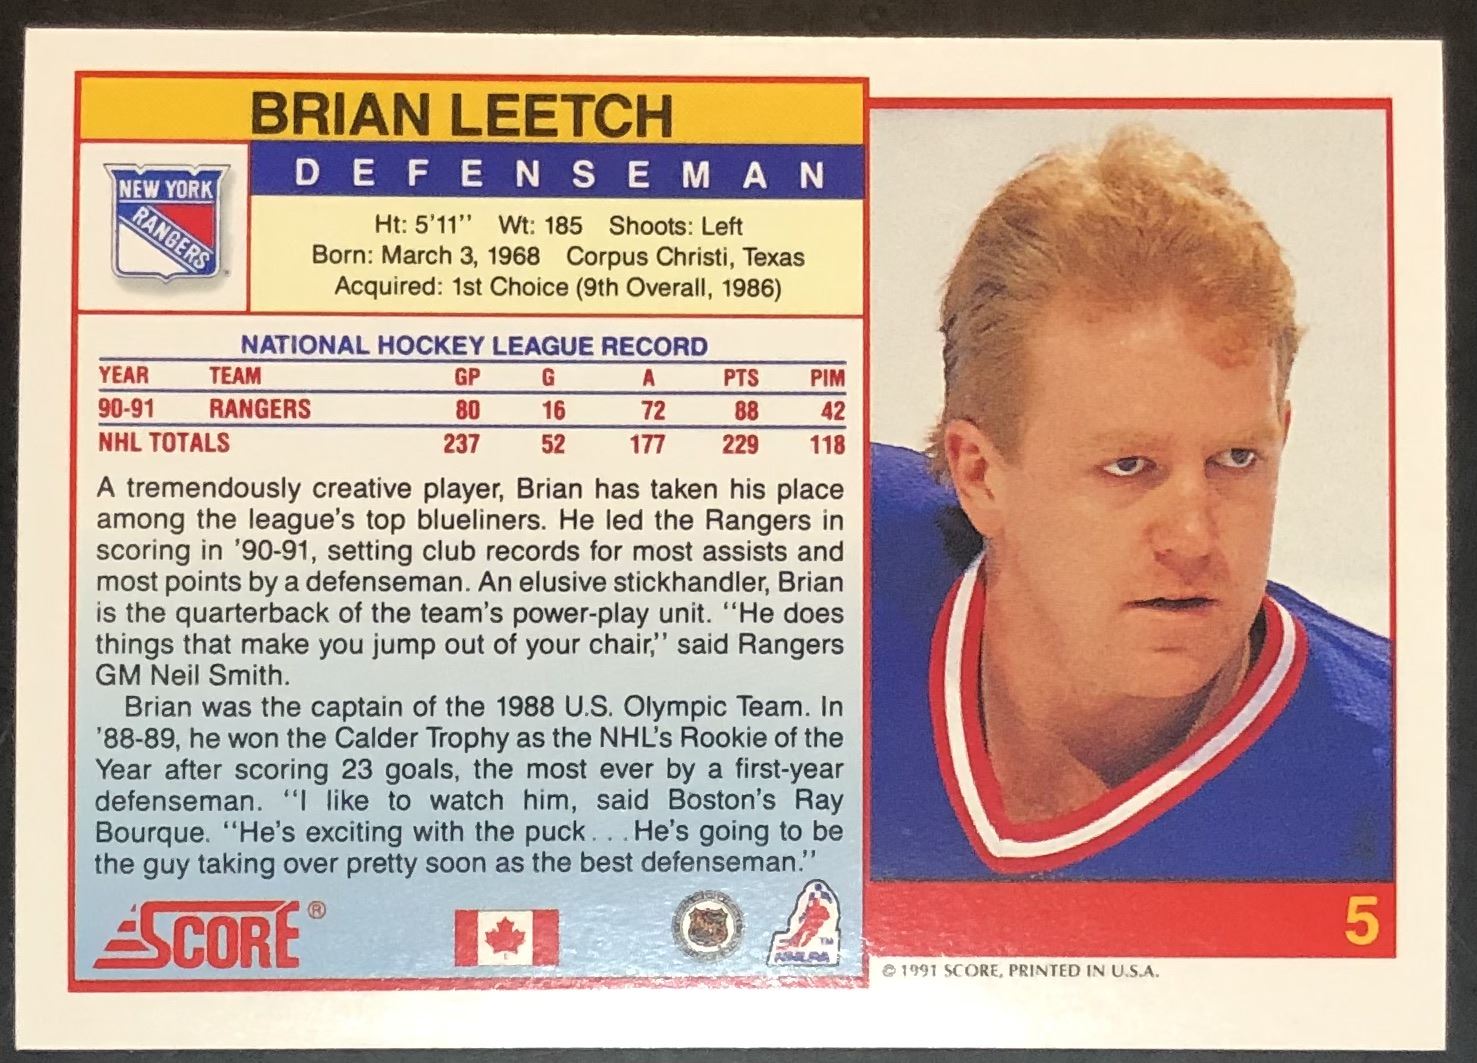 BRIAN LEETCH
DEFENSEMAN
NEW YORK
RANGERS
Ht: 5'11'' Wt: 185 Shoots: Left
Born: March 3, 1968 Corpus Christi, Texas
Acquired: 1st Choice (9th Overall, 1986)
NATIONAL HOCKEY LEAGUE RECORD
YEAR TEAM GP G A PTS PIM
90-91 RANGERS 80 16 72 88 42
NHL TOTALS 237 52 177 229 118
A tremendously creative player, Brian has taken his place
among the league's top blueliners. He led the Rangers in
scoring in '90-91, setting club records for most assists and
most points by a defenseman. An elusive stickhandler, Brian
is the quarterback of the team's power-play unit. ''He does
things that make you jump out of your chair,'' said Rangers
GM Neil Smith.
Brian was the captain of the 1988 U.S. Olympic Team. In
'88-89, he won the Calder Trophy as the NHL's Rookie of the
Year after scoring 23 goals, the most ever by a first-year
defenseman. ''I like to watch him, said Boston's Ray
Bourque. ''He's exciting with the puck . . . He's going to be
the guy taking over pretty soon as the best defenseman.''
SCORE®
NHLPA
TM
5
© 1991 SCORE, PRINTED IN U.S.A.